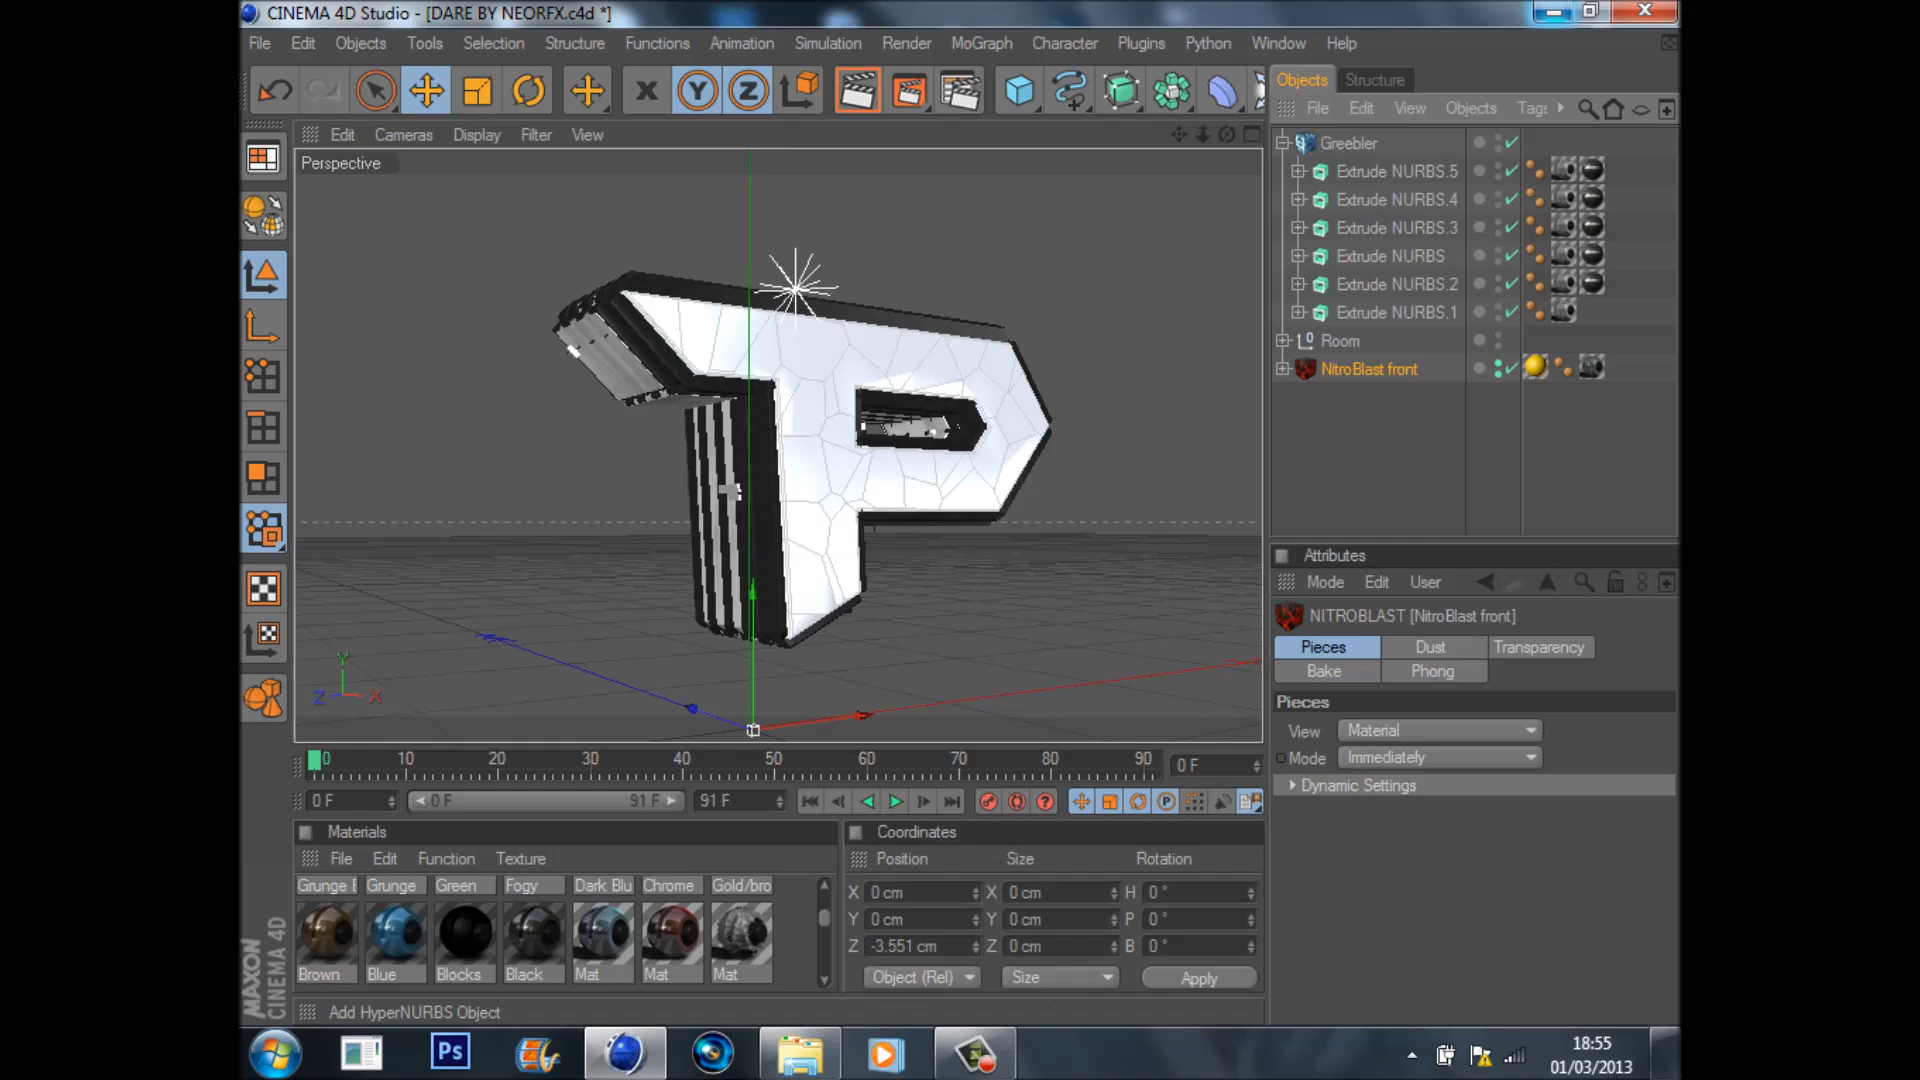 CINEMA 4D Studio - [DARE BY NEORFX.c4d *]
File Edit Objects Tools Selection Structure Functions Animation Simulation Render MoGraph Character Plugins Python Window Help
X Y Z
Edit Cameras Display Filter View
Perspective
Y
Z X
0 10 20 30 40 50 60 70 80 90
0 F
0 F
0 F 91 F
91 F
Materials
File Edit Function Texture
Grunge Grunge Green Fogy Dark Blu Chrome Gold/bro
Brown Blue Blocks Black Mat Mat Mat
Coordinates
Position Size Rotation
X 0 cm X 0 cm H 0 °
Y 0 cm Y 0 cm P 0 °
Z -3.551 cm Z 0 cm B 0 °
Object (Rel) Size Apply
MAXON
CINEMA 4D
Add HyperNURBS Object
Objects Structure
File Edit View Objects Tags
Greebler
Extrude NURBS.5
Extrude NURBS.4
Extrude NURBS.3
Extrude NURBS
Extrude NURBS.2
Extrude NURBS.1
Room
NitroBlast front
Attributes
Mode Edit User
NITROBLAST [NitroBlast front]
Pieces Dust Transparency
Bake Phong
Pieces
View Material
Mode Immediately
Dynamic Settings
Ps
18:55
01/03/2013